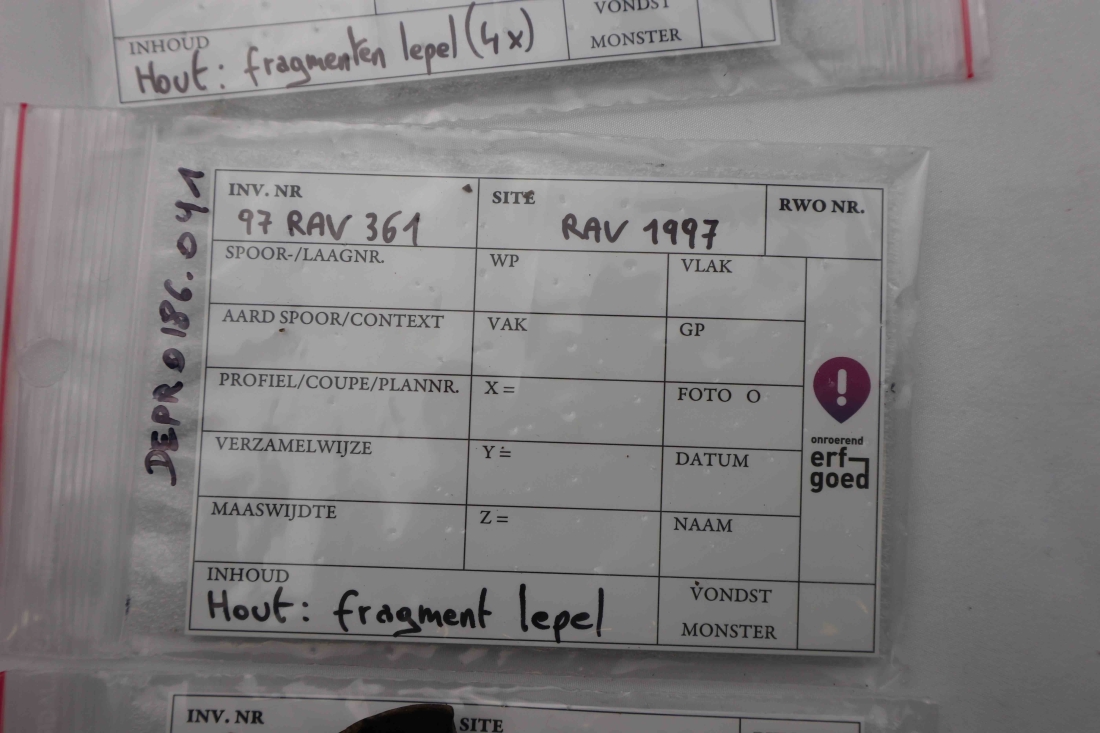 VONDST
INHOUD
MONSTER
Hout: fragmenten lepel (4x)
DEPR0186.041
INV. NR
SITE
RWO NR.
97 RAV 361
RAV 1997
SPOOR-/LAAGNR.
WP
VLAK
AARD SPOOR/CONTEXT
VAK
GP
PROFIEL/COUPE/PLANNR.
X =
FOTO O
onroerend
erf
goed
VERZAMELWIJZE
Y =
DATUM
MAASWIJDTE
Z =
NAAM
INHOUD
VONDST
MONSTER
Hout: fragment lepel
INV. NR
SITE